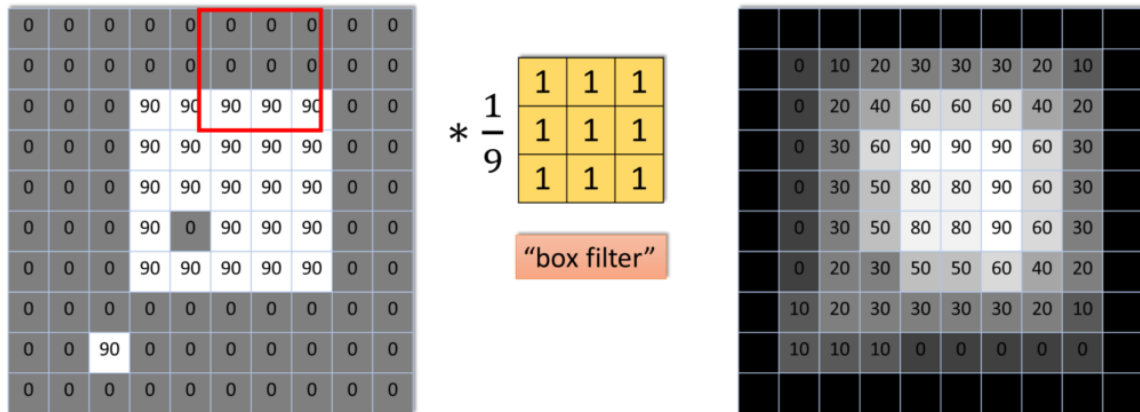 0 0 0 0 0 0 0 0 0 0
0 0 0 0 0 0 0 0 0 0
0 0 0 90 90 90 90 90 0 0
0 0 0 90 90 90 90 90 0 0
0 0 0 90 90 90 90 90 0 0
0 0 0 90 0 90 90 90 0 0
0 0 0 90 90 90 90 90 0 0
0 0 0 0 0 0 0 0 0 0
0 0 90 0 0 0 0 0 0 0
0 0 0 0 0 0 0 0 0 0
* 1/9
1 1 1
1 1 1
1 1 1
“box filter”
0 10 20 30 30 30 20 10
0 20 40 60 60 60 40 20
0 30 60 90 90 90 60 30
0 30 50 80 80 90 60 30
0 30 50 80 80 90 60 30
0 20 30 50 50 60 40 20
10 20 30 30 30 30 20 10
10 10 10 0 0 0 0 0